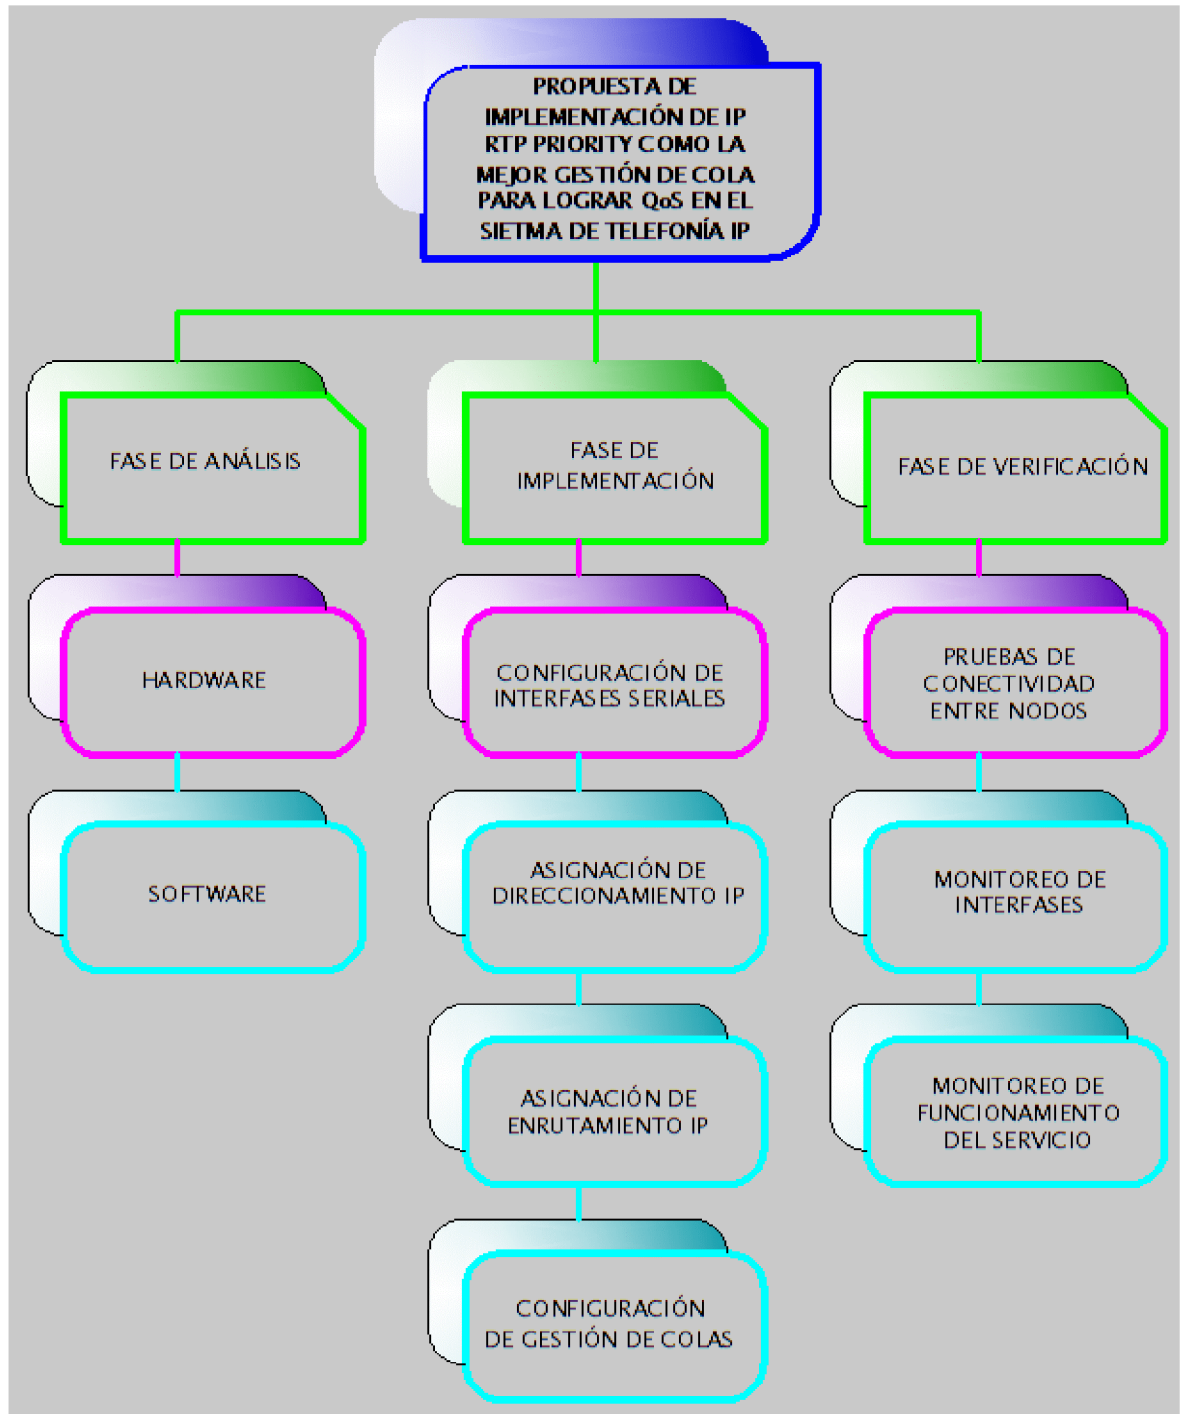 PROPUESTA DE
IMPLEMENTACIÓN DE IP
RTP PRIORITY COMO LA
MEJOR GESTIÓN DE COLA
PARA LOGRAR QoS EN EL
SIETMA DE TELEFONÍA IP
FASE DE ANÁLISIS
FASE DE
IMPLEMENTACIÓN
FASE DE VERIFICACIÓN
HARDWARE
CONFIGURACIÓN DE
INTERFASES SERIALES
PRUEBAS DE
CONECTIVIDAD
ENTRE NODOS
SOFTWARE
ASIGNACIÓN DE
DIRECCIONAMIENTO IP
MONITOREO DE
INTERFASES
ASIGNACIÓN DE
ENRUTAMIENTO IP
MONITOREO DE
FUNCIONAMIENTO
DEL SERVICIO
CONFIGURACIÓN
DE GESTIÓN DE COLAS